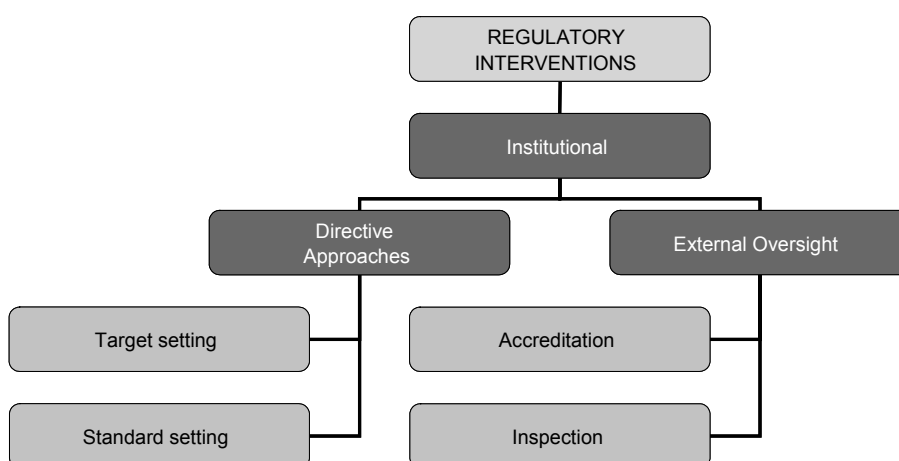 REGULATORY
INTERVENTIONS
Institutional
Directive
Approaches
External Oversight
Target setting
Accreditation
Standard setting
Inspection